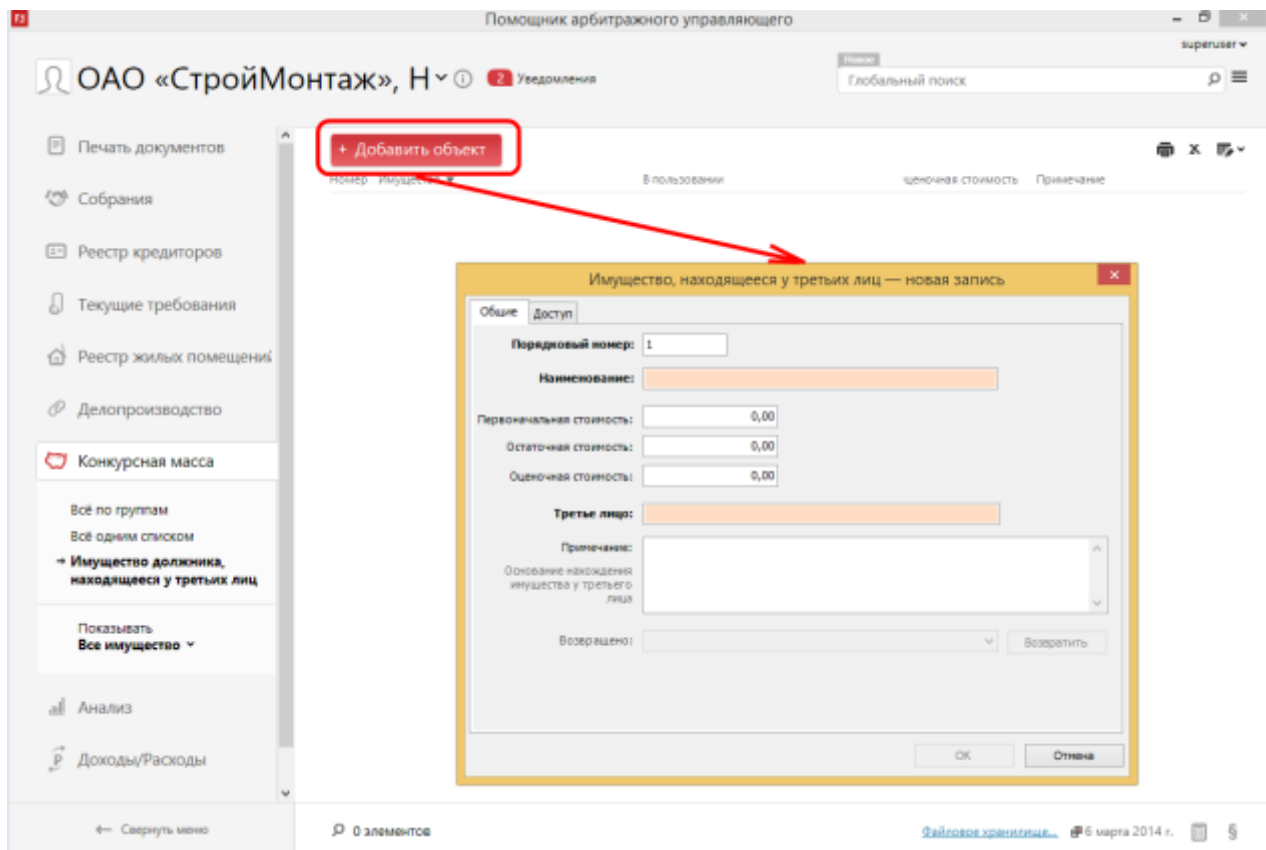 Помощник арбитражного управляющего
superuser
ОАО «СтройМонтаж», Н
2 Уведомления
Новое
Глобальный поиск
Печать документов
Собрания
Реестр кредиторов
Текущие требования
Реестр жилых помещений
Делопроизводство
Конкурсная масса
Всё по группам
Всё одним списком
→ Имущество должника,
находящееся у третьих лиц
Показывать
Все имущество
Анализ
Доходы/Расходы
← Свернуть меню
+ Добавить объект
Номер Имущество В пользовании ценочная стоимость Примечание
Имущество, находящееся у третьих лиц — новая запись
Общие Доступ
Порядковый номер: 1
Наименование:
Первоначальная стоимость: 0,00
Остаточная стоимость: 0,00
Оценочная стоимость: 0,00
Третье лицо:
Примечание:
Основание нахождения
имущества у третьего
лица
Возвращено: Возвратить
ОК Отмена
0 элементов
Файловое хранилище... 6 марта 2014 г. §